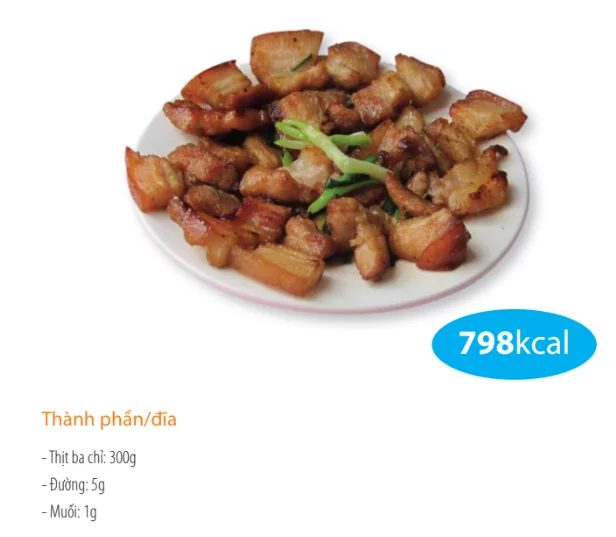 798kcal
Thành phần/đĩa
- Thịt ba chỉ: 300g
- Đường: 5g
- Muối: 1g